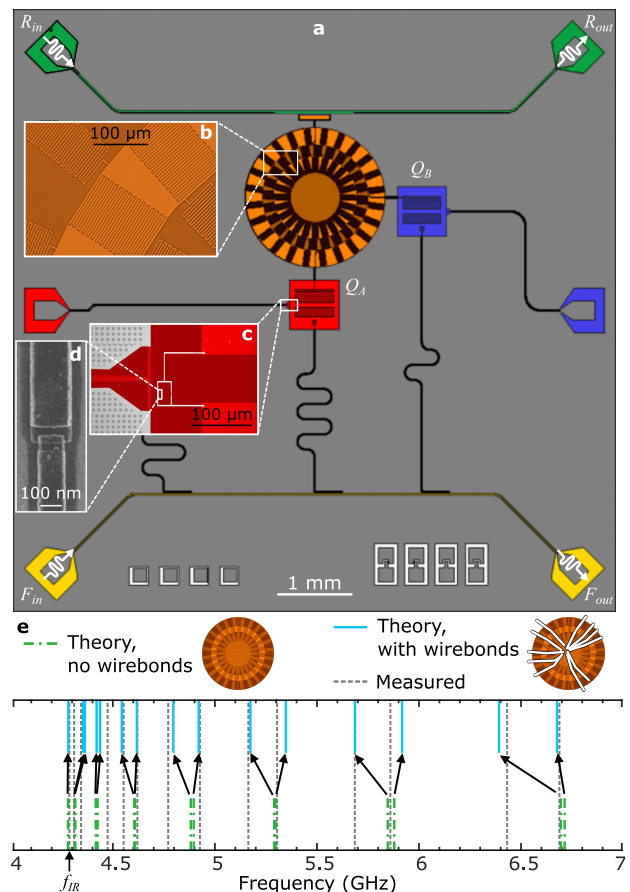 R_in
a
R_out
100 μm
b
Q_B
Q_A
d
c
100 μm
100 nm
F_in
1 mm
F_out
e
Theory,
no wirebonds
Theory,
with wirebonds
Measured
4 4.5 5 5.5 6 6.5 7
f_IR
Frequency (GHz)